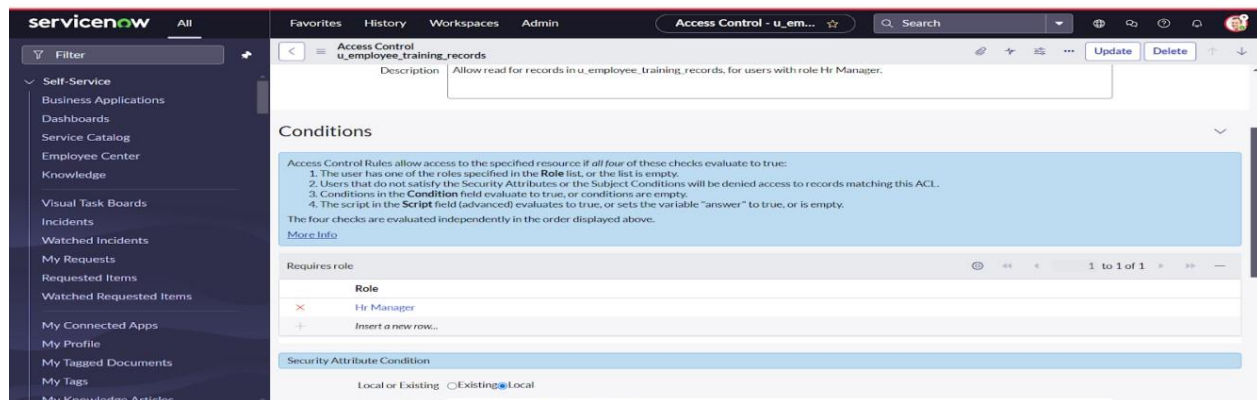 servicenow All Favorites History Workspaces Admin Access Control - u_em... Search
Filter
Self-Service
Business Applications
Dashboards
Service Catalog
Employee Center
Knowledge
Visual Task Boards
Incidents
Watched Incidents
My Requests
Requested Items
Watched Requested Items
My Connected Apps
My Profile
My Tagged Documents
My Tags
My Knowledge Articles
Access Control
u_employee_training_records
Update Delete
Description Allow read for records in u_employee_training_records, for users with role Hr Manager.
Conditions
Access Control Rules allow access to the specified resource if all four of these checks evaluate to true:
1. The user has one of the roles specified in the Role list, or the list is empty.
2. Users that do not satisfy the Security Attributes or the Subject Conditions will be denied access to records matching this ACL.
3. Conditions in the Condition field evaluate to true, or conditions are empty.
4. The script in the Script field (advanced) evaluates to true, or sets the variable "answer" to true, or is empty.
The four checks are evaluated independently in the order displayed above.
More Info
Requires role 1 to 1 of 1
Role
Hr Manager
Insert a new row...
Security Attribute Condition
Local or Existing Existing Local